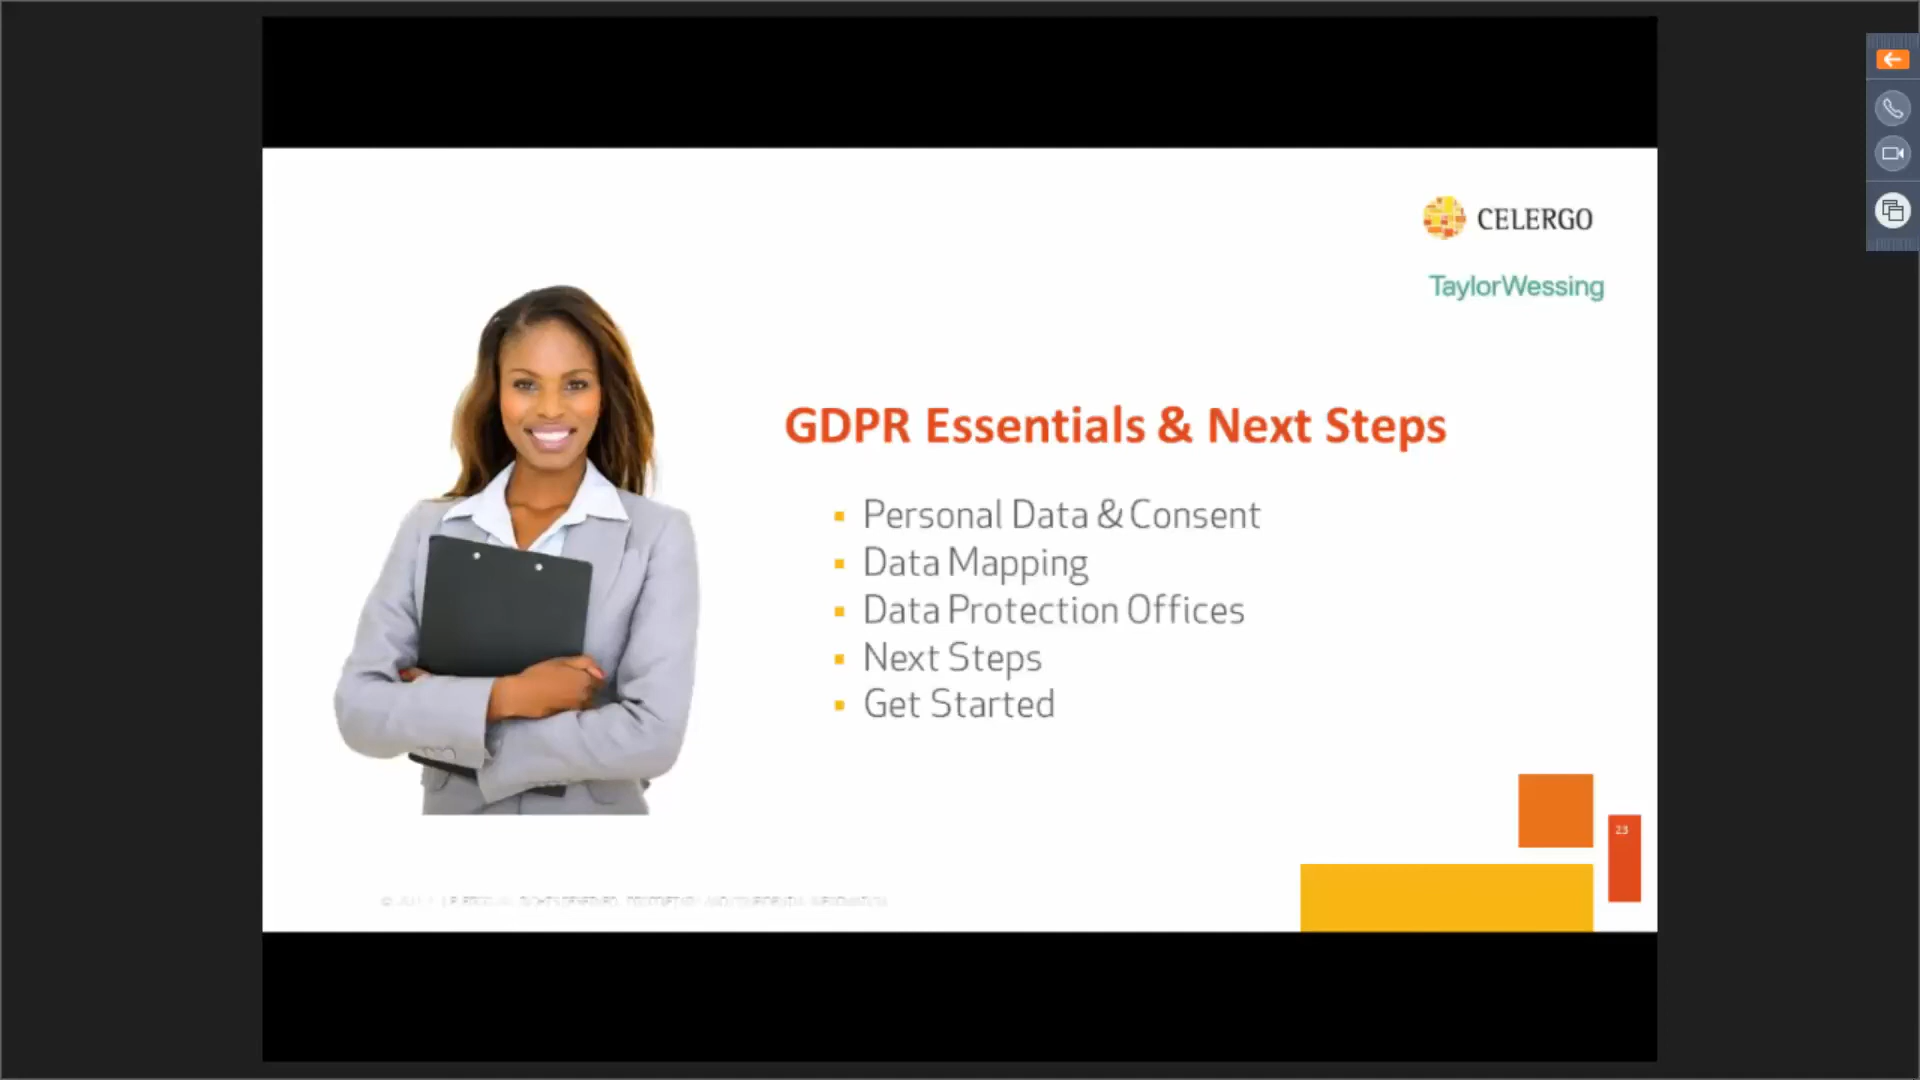 CELERGO
TaylorWessing
GDPR Essentials & Next Steps
Personal Data & Consent
Data Mapping
Data Protection Offices
Next Steps
Get Started
23